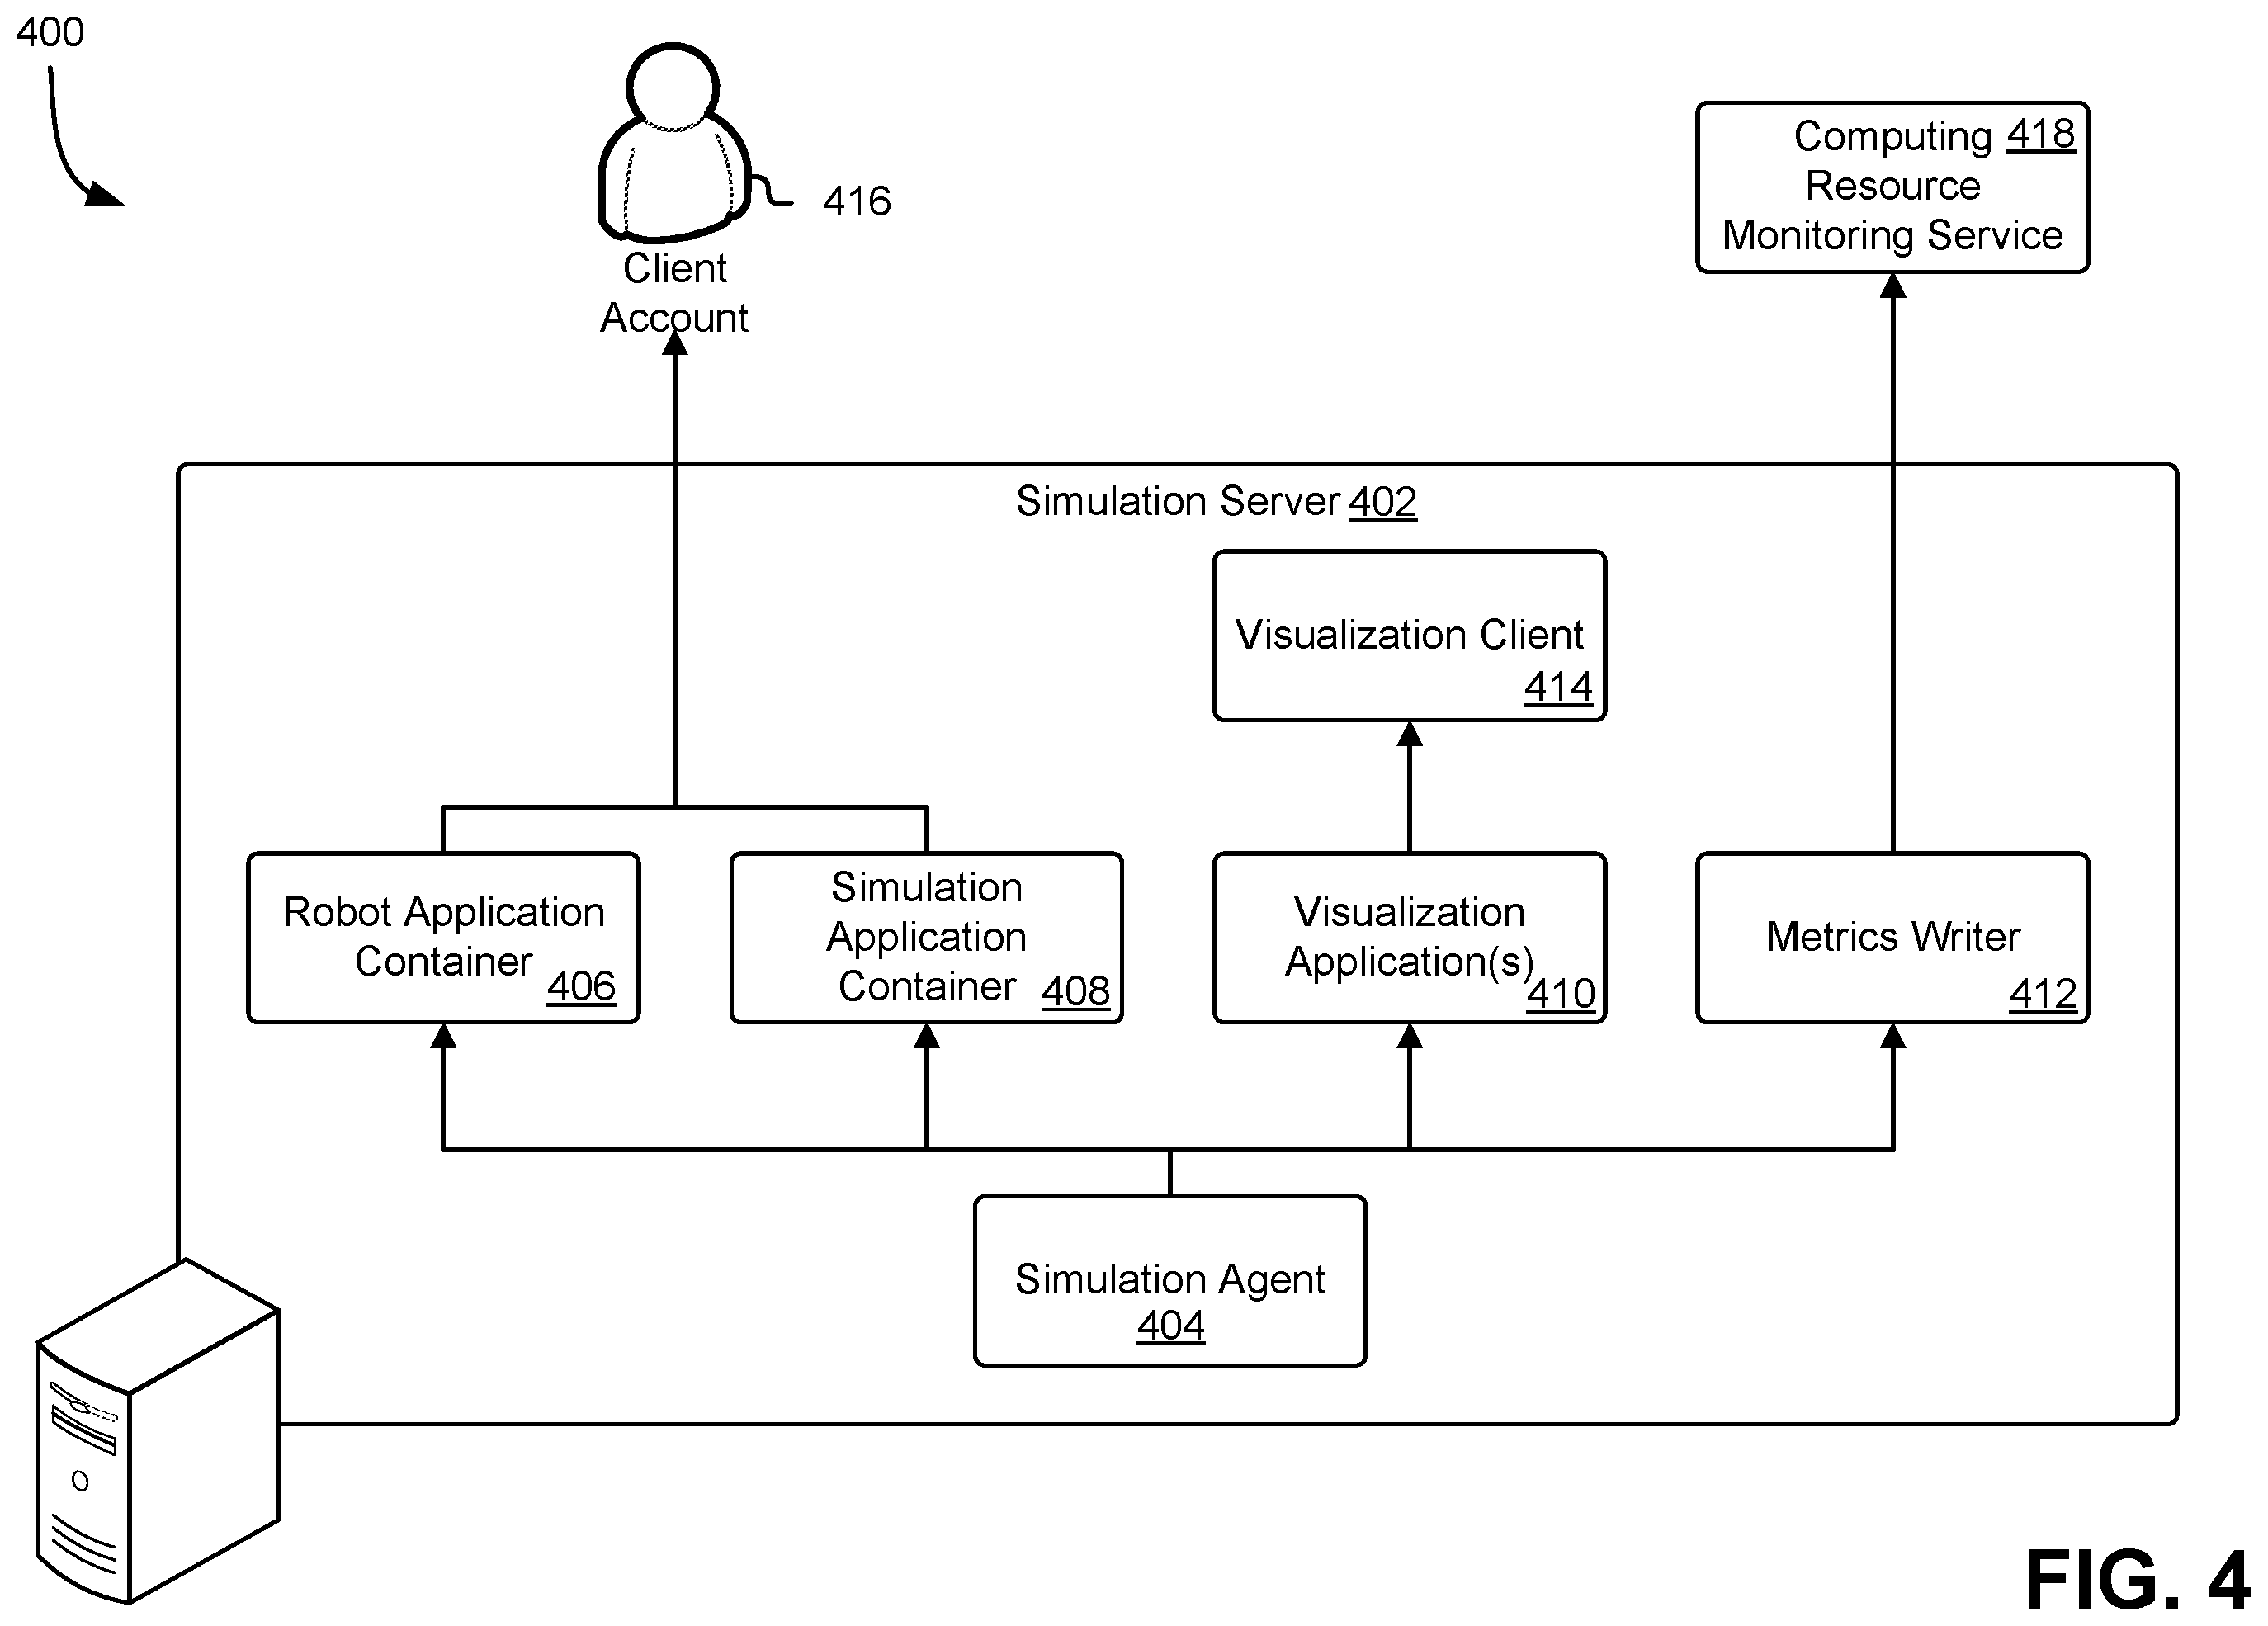 400
416
Client
Account
Computing 418
Resource
Monitoring Service
Simulation Server 402
Visualization Client
414
Robot Application
Container 406
Simulation
Application
Container 408
Visualization
Application(s) 410
Metrics Writer
412
Simulation Agent
404
FIG. 4